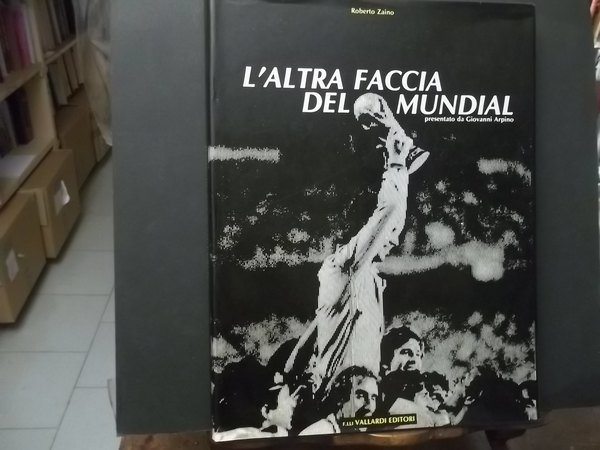 Roberto Zaino
L'ALTRA FACCIA
DEL MUNDIAL
presentato da Giovanni Arpino
F.LLI VALLARDI EDITORI